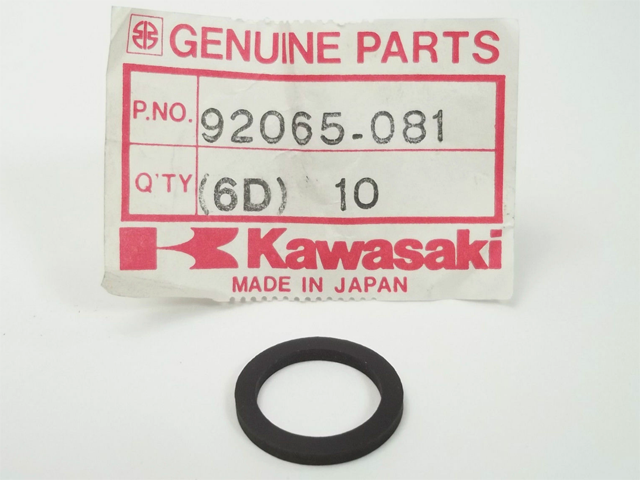 GENUINE PARTS
P.NO. 92065-081
Q'TY (6D) 10
Kawasaki
MADE IN JAPAN